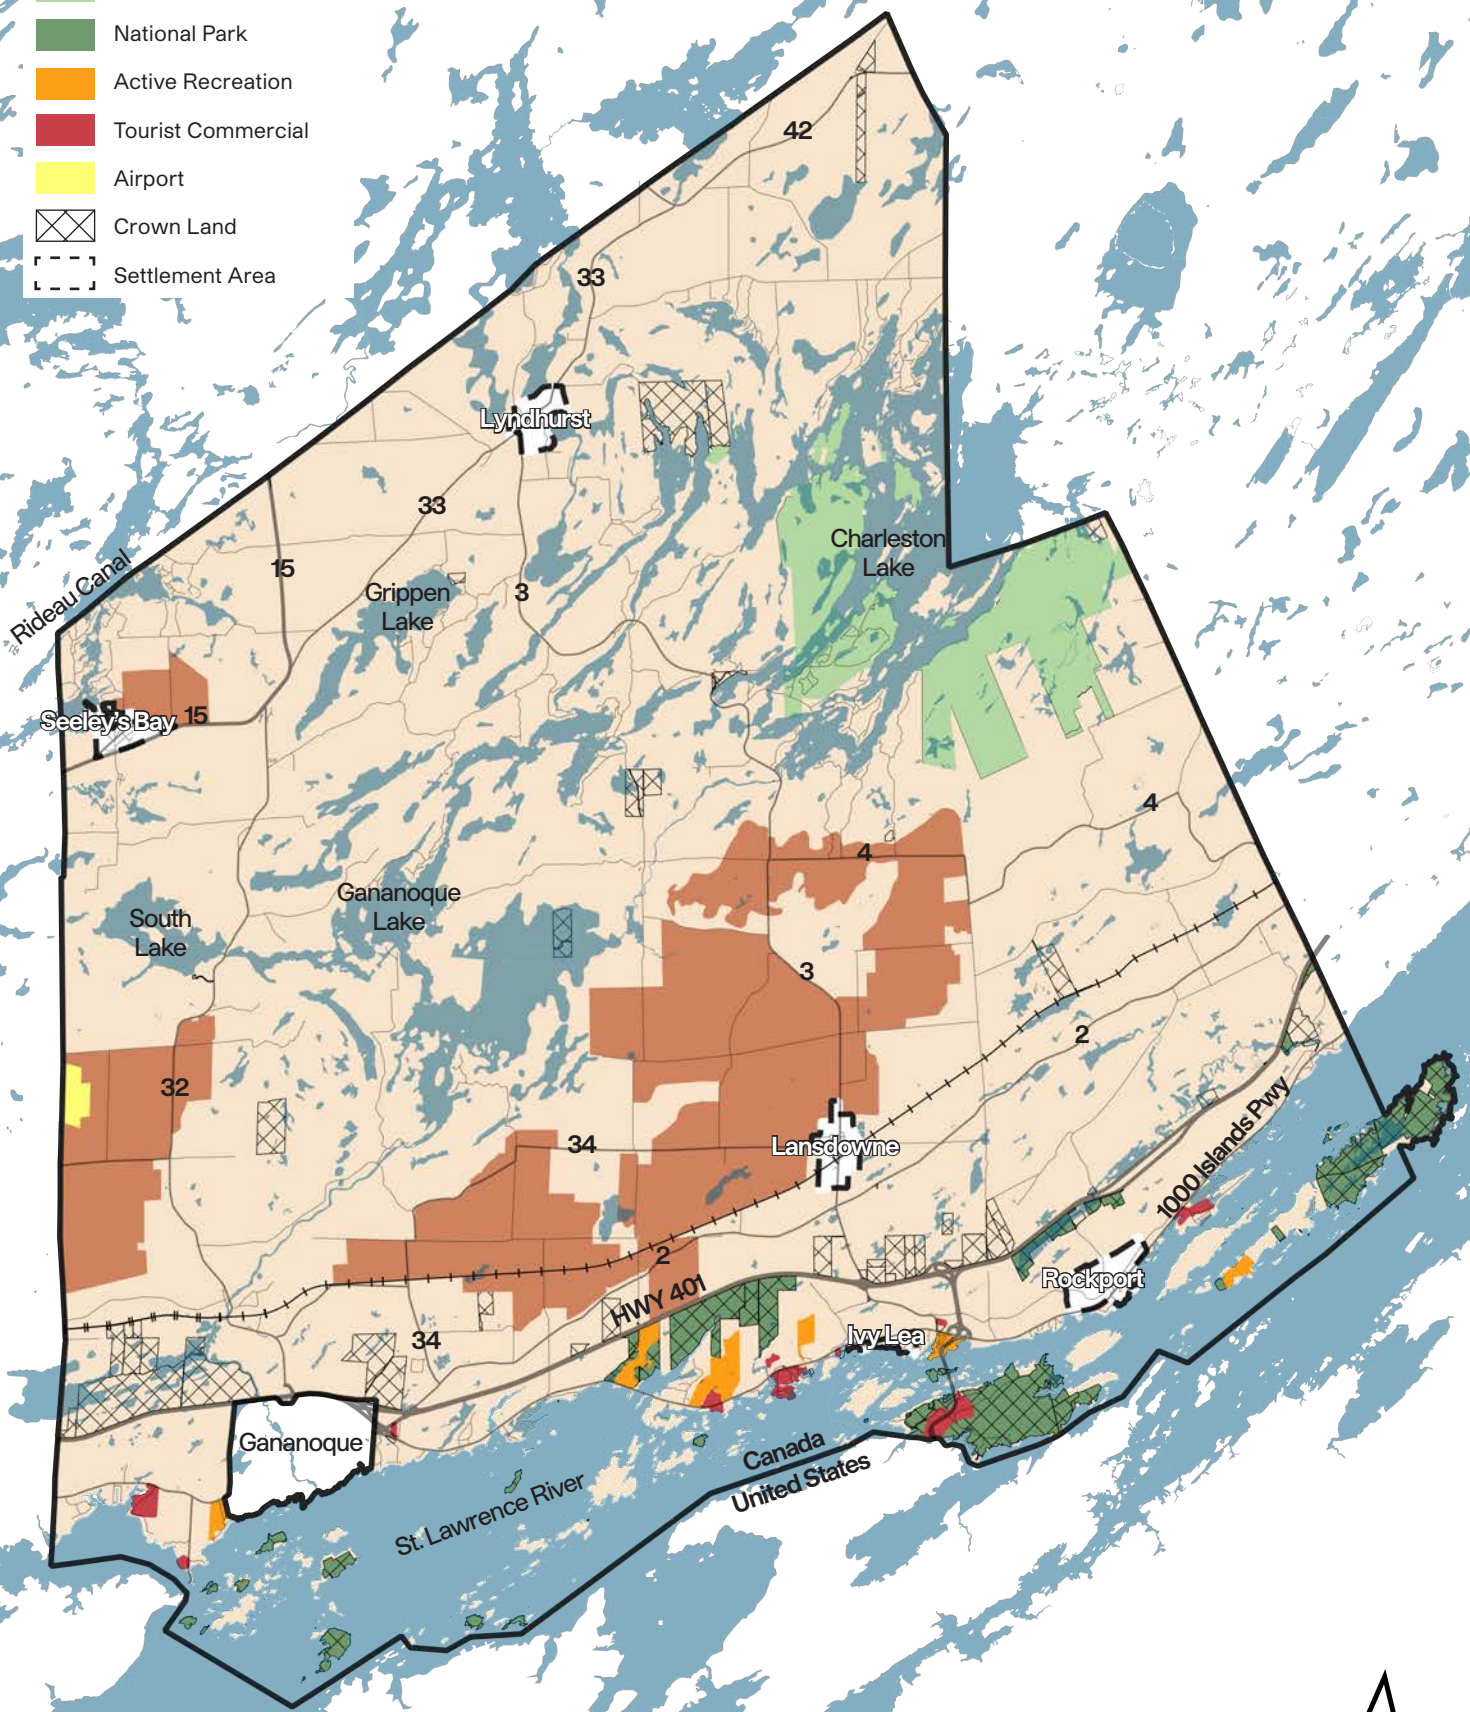 National Park
Active Recreation
Tourist Commercial
Airport
Crown Land
Settlement Area
42
33
Lyndhurst
33
Charleston
Lake
Rideau Canal
15
Grippen
Lake
3
Seeley's Bay
15
4
4
Gananoque
Lake
South
Lake
3
2
32
34
Lansdowne
1000 Islands Pwy
2
HWY 401
Rockport
34
Ivy Lea
Gananoque
Canada
United States
St. Lawrence River